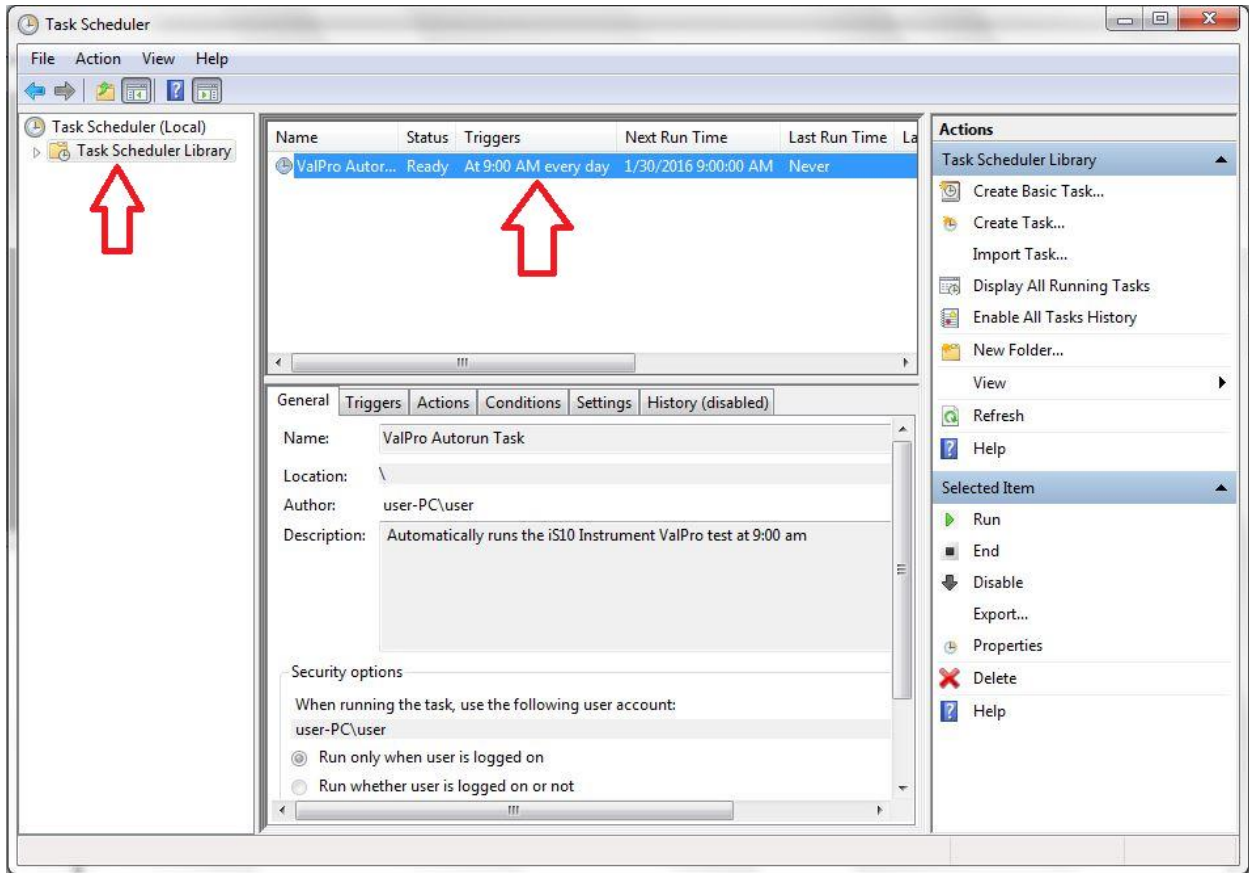 Task Scheduler
File Action View Help
Task Scheduler (Local)
Task Scheduler Library
Name Status Triggers Next Run Time Last Run Time La
ValPro Autor... Ready At 9:00 AM every day 1/30/2016 9:00:00 AM Never
General Triggers Actions Conditions Settings History (disabled)
Name: ValPro Autorun Task
Location: \
Author: user-PC\user
Description: Automatically runs the iS10 Instrument ValPro test at 9:00 am
Security options
When running the task, use the following user account:
user-PC\user
Run only when user is logged on
Run whether user is logged on or not
Actions
Task Scheduler Library
Create Basic Task...
Create Task...
Import Task...
Display All Running Tasks
Enable All Tasks History
New Folder...
View
Refresh
Help
Selected Item
Run
End
Disable
Export...
Properties
Delete
Help